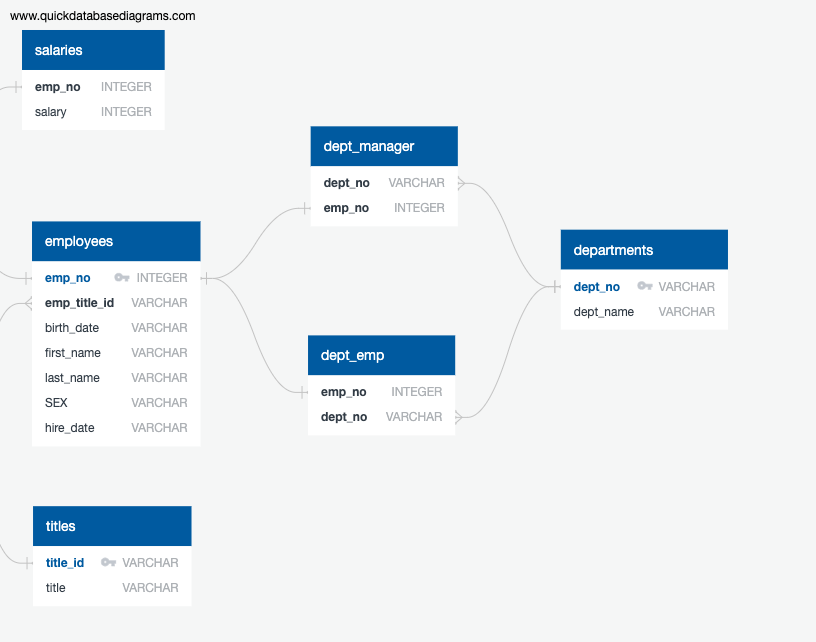 www.quickdatabasediagrams.com
salaries
emp_no INTEGER
salary INTEGER
dept_manager
dept_no VARCHAR
emp_no INTEGER
employees
emp_no INTEGER
emp_title_id VARCHAR
birth_date VARCHAR
first_name VARCHAR
last_name VARCHAR
SEX VARCHAR
hire_date VARCHAR
departments
dept_no VARCHAR
dept_name VARCHAR
dept_emp
emp_no INTEGER
dept_no VARCHAR
titles
title_id VARCHAR
title VARCHAR